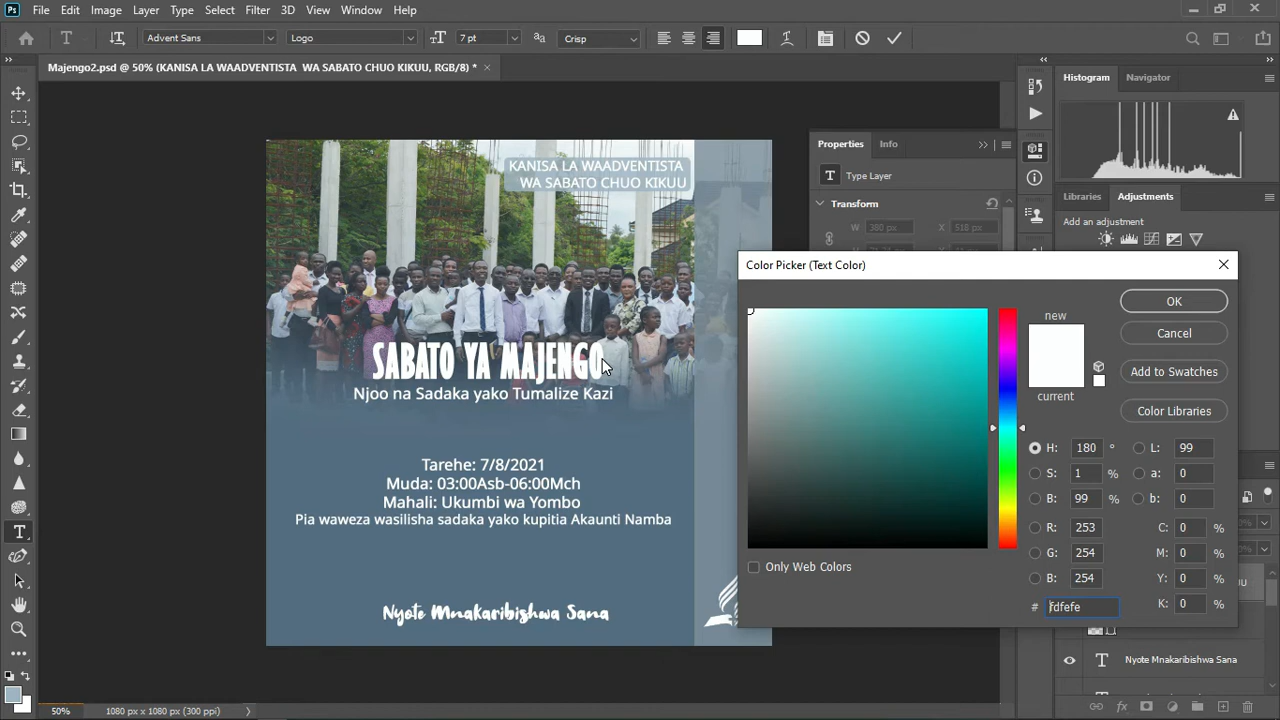 Ps File Edit Image Layer Type Select Filter 3D View Window Help
T Advent Sans Logo 7 pt Crisp
Majengo2.psd @ 50% (KANISA LA WAADVENTISTA WA SABATO CHUO KIKUU, RGB/8) *
Histogram Navigator
KANISA LA WAADVENTISTA
WA SABATO CHUO KIKUU
SABATO YA MAJENGO
Njoo na Sadaka yako Tumalize Kazi
Tarehe: 7/8/2021
Muda: 03:00Asb-06:00Mch
Mahali: Ukumbi wa Yombo
Pia waweza wasilisha sadaka yako kupitia Akaunti Namba
Nyote Mnakaribishwa Sana
Properties Info
T Type Layer
Transform
W 380 px X 518 px
Libraries Adjustments
Add an adjustment
Color Picker (Text Color)
new
current
OK
Cancel
Add to Swatches
Color Libraries
H: 180 ° L: 99
S: 1 % a: 0
B: 99 % b: 0
R: 253 C: 0 %
G: 254 M: 0 %
B: 254 Y: 0 %
# fdfefe K: 0 %
Only Web Colors
T Nyote Mnakaribishwa Sana
50% 1080 px x 1080 px (300 ppi)